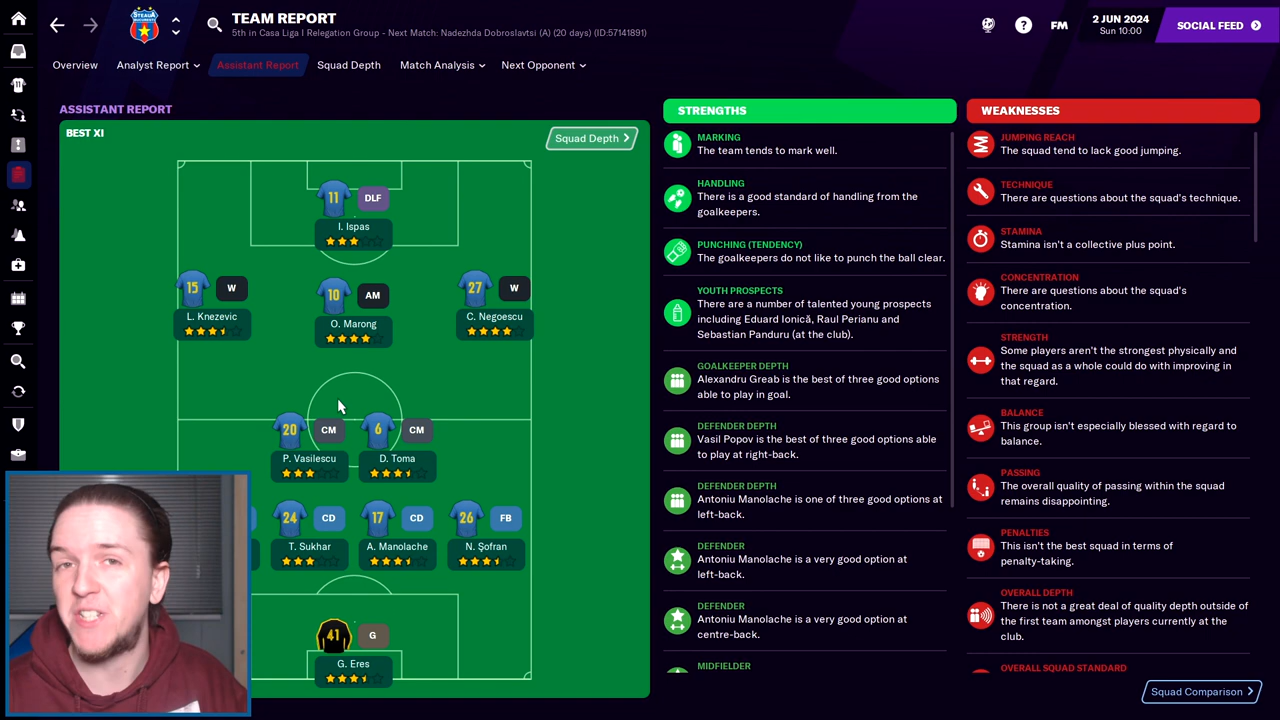 STEAUA
TEAM REPORT
5th in Casa Liga I Relegation Group - Next Match: Nadezhda Dobroslavtsi (A) (20 days) (ID:57141891)
?
FM
2 JUN 2024
Sun 10:00
SOCIAL FEED
Overview
Analyst Report
Assistant Report
Squad Depth
Match Analysis
Next Opponent
ASSISTANT REPORT
BEST XI
Squad Depth
11
DLF
I. Ispas
15
W
L. Knezevic
10
AM
O. Marong
27
W
C. Negoescu
20
CM
P. Vasilescu
6
CM
D. Toma
24
CD
T. Sukhar
17
CD
A. Manolache
26
FB
N. Șofran
41
G
G. Eres
STRENGTHS
MARKING
The team tends to mark well.
HANDLING
There is a good standard of handling from the
goalkeepers.
PUNCHING (TENDENCY)
The goalkeepers do not like to punch the ball clear.
YOUTH PROSPECTS
There are a number of talented young prospects
including Eduard Ionică, Raul Perianu and
Sebastian Panduru (at the club).
GOALKEEPER DEPTH
Alexandru Greab is the best of three good options
able to play in goal.
DEFENDER DEPTH
Vasil Popov is the best of three good options able
to play at right-back.
DEFENDER DEPTH
Antoniu Manolache is one of three good options at
left-back.
DEFENDER
Antoniu Manolache is a very good option at
left-back.
DEFENDER
Antoniu Manolache is a very good option at
centre-back.
MIDFIELDER
WEAKNESSES
JUMPING REACH
The squad tend to lack good jumping.
TECHNIQUE
There are questions about the squad's technique.
STAMINA
Stamina isn't a collective plus point.
CONCENTRATION
There are questions about the squad's
concentration.
STRENGTH
Some players aren't the strongest physically and
the squad as a whole could do with improving in
that regard.
BALANCE
This group isn't especially blessed with regard to
balance.
PASSING
The overall quality of passing within the squad
remains disappointing.
PENALTIES
This isn't the best squad in terms of
penalty-taking.
OVERALL DEPTH
There is not a great deal of quality depth outside of
the first team amongst players currently at the
club.
OVERALL SQUAD STANDARD
Squad Comparison